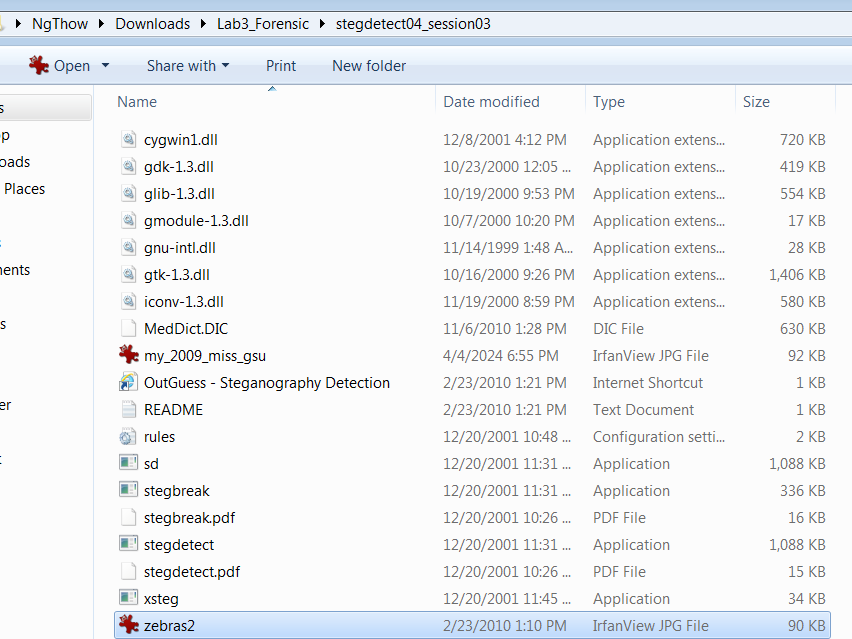 NgThow Downloads Lab3_Forensic stegdetect04_session03
Open Share with Print New folder
s Name Date modified Type Size
p cygwin1.dll 12/8/2001 4:12 PM Application extens... 720 KB
oads gdk-1.3.dll 10/23/2000 12:05 ... Application extens... 419 KB
Places glib-1.3.dll 10/19/2000 9:53 PM Application extens... 554 KB
gmodule-1.3.dll 10/7/2000 10:20 PM Application extens... 17 KB
s gnu-intl.dll 11/14/1999 1:48 A... Application extens... 28 KB
ments gtk-1.3.dll 10/16/2000 9:26 PM Application extens... 1,406 KB
iconv-1.3.dll 11/19/2000 8:59 PM Application extens... 580 KB
s MedDict.DIC 11/6/2010 1:28 PM DIC File 630 KB
my_2009_miss_gsu 4/4/2024 6:55 PM IrfanView JPG File 92 KB
OutGuess - Steganography Detection 2/23/2010 1:21 PM Internet Shortcut 1 KB
er README 2/23/2010 1:21 PM Text Document 1 KB
rules 12/20/2001 10:48 ... Configuration setti... 2 KB
sd 12/20/2001 11:31 ... Application 1,088 KB
stegbreak 12/20/2001 11:31 ... Application 336 KB
stegbreak.pdf 12/20/2001 10:26 ... PDF File 16 KB
stegdetect 12/20/2001 11:31 ... Application 1,088 KB
stegdetect.pdf 12/20/2001 10:26 ... PDF File 15 KB
xsteg 12/20/2001 11:45 ... Application 34 KB
zebras2 2/23/2010 1:10 PM IrfanView JPG File 90 KB